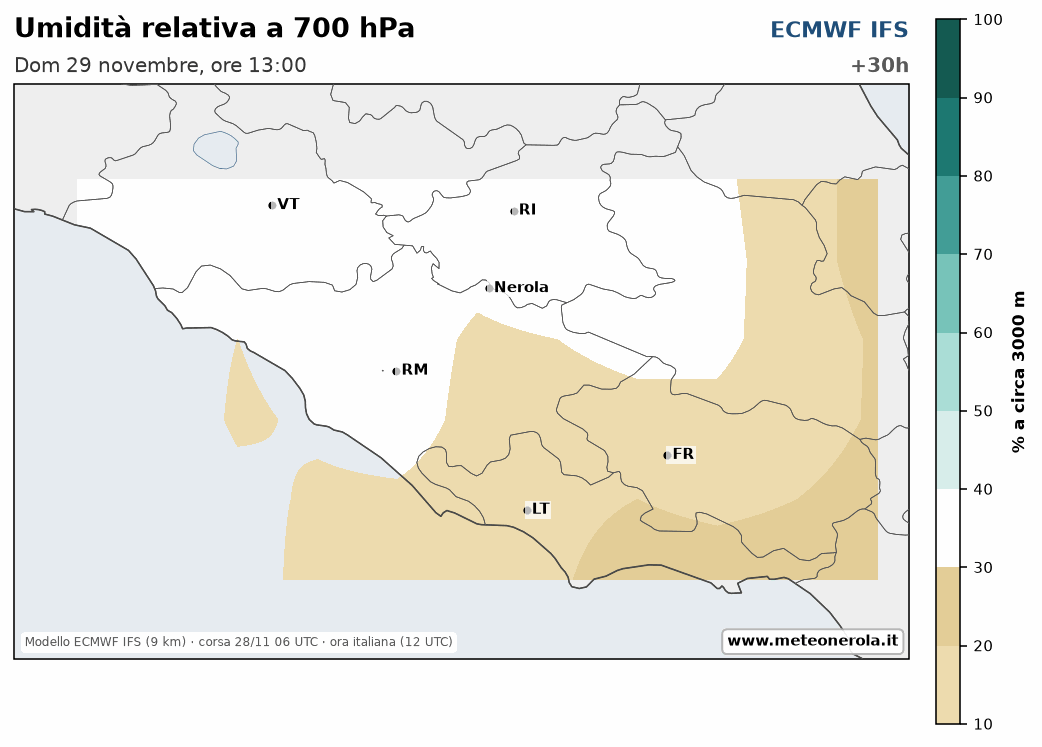 Umidità relativa a 700 hPa
ECMWF IFS
Dom 29 novembre, ore 13:00
+30h
100
90
80
70
60
50
40
30
20
10
% a circa 3000 m
VT
RI
Nerola
RM
FR
LT
Modello ECMWF IFS (9 km) · corsa 28/11 06 UTC · ora italiana (12 UTC)
www.meteonerola.it